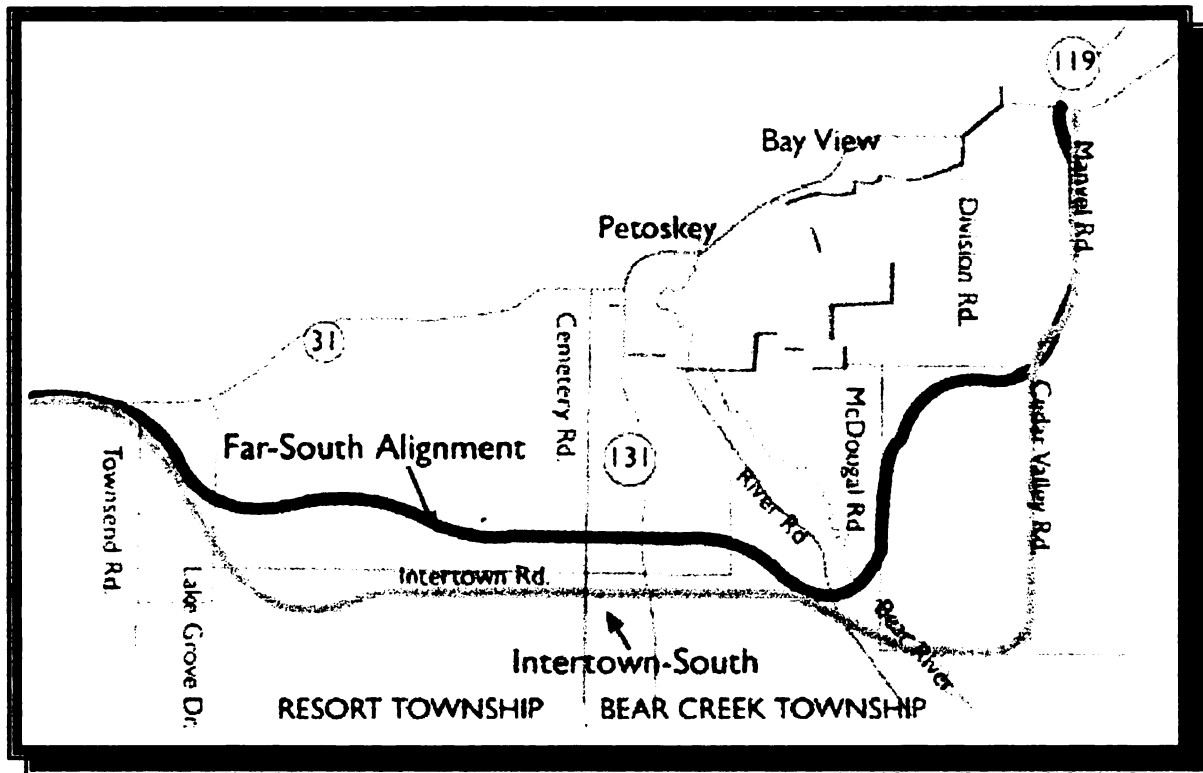 119
Bay View
Manvel Rd.
Petoskey
Division Rd.
31
Cemetery Rd.
Far-South Alignment
131
McDougal Rd
Cedar Valley Rd.
Townsend Rd.
River Rd
Intertown Rd.
Lake Grove Dr.
Bear River
Intertown-South
RESORT TOWNSHIP
BEAR CREEK TOWNSHIP